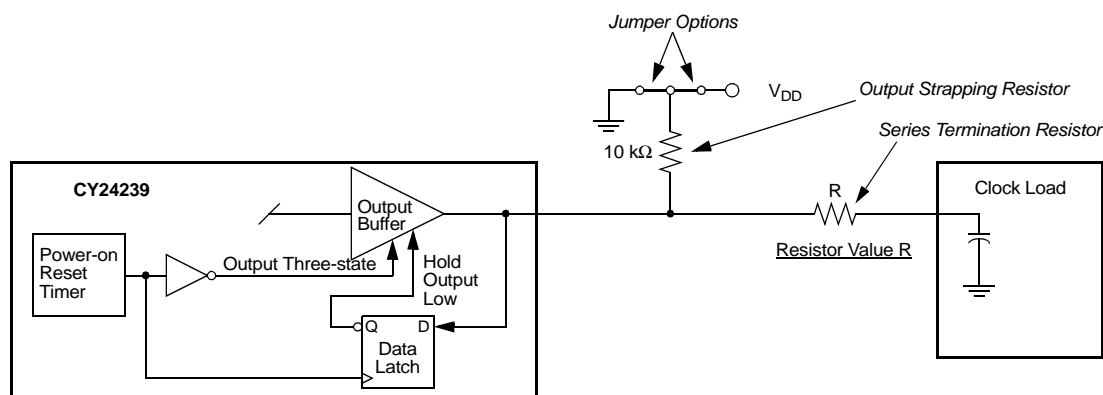 Jumper Options
V_DD
Output Strapping Resistor
Series Termination Resistor
10 kΩ
R
Resistor Value R
Clock Load
CY24239
Output
Buffer
Power-on
Reset
Timer
Output Three-state
Hold
Output
Low
Q
D
Data
Latch